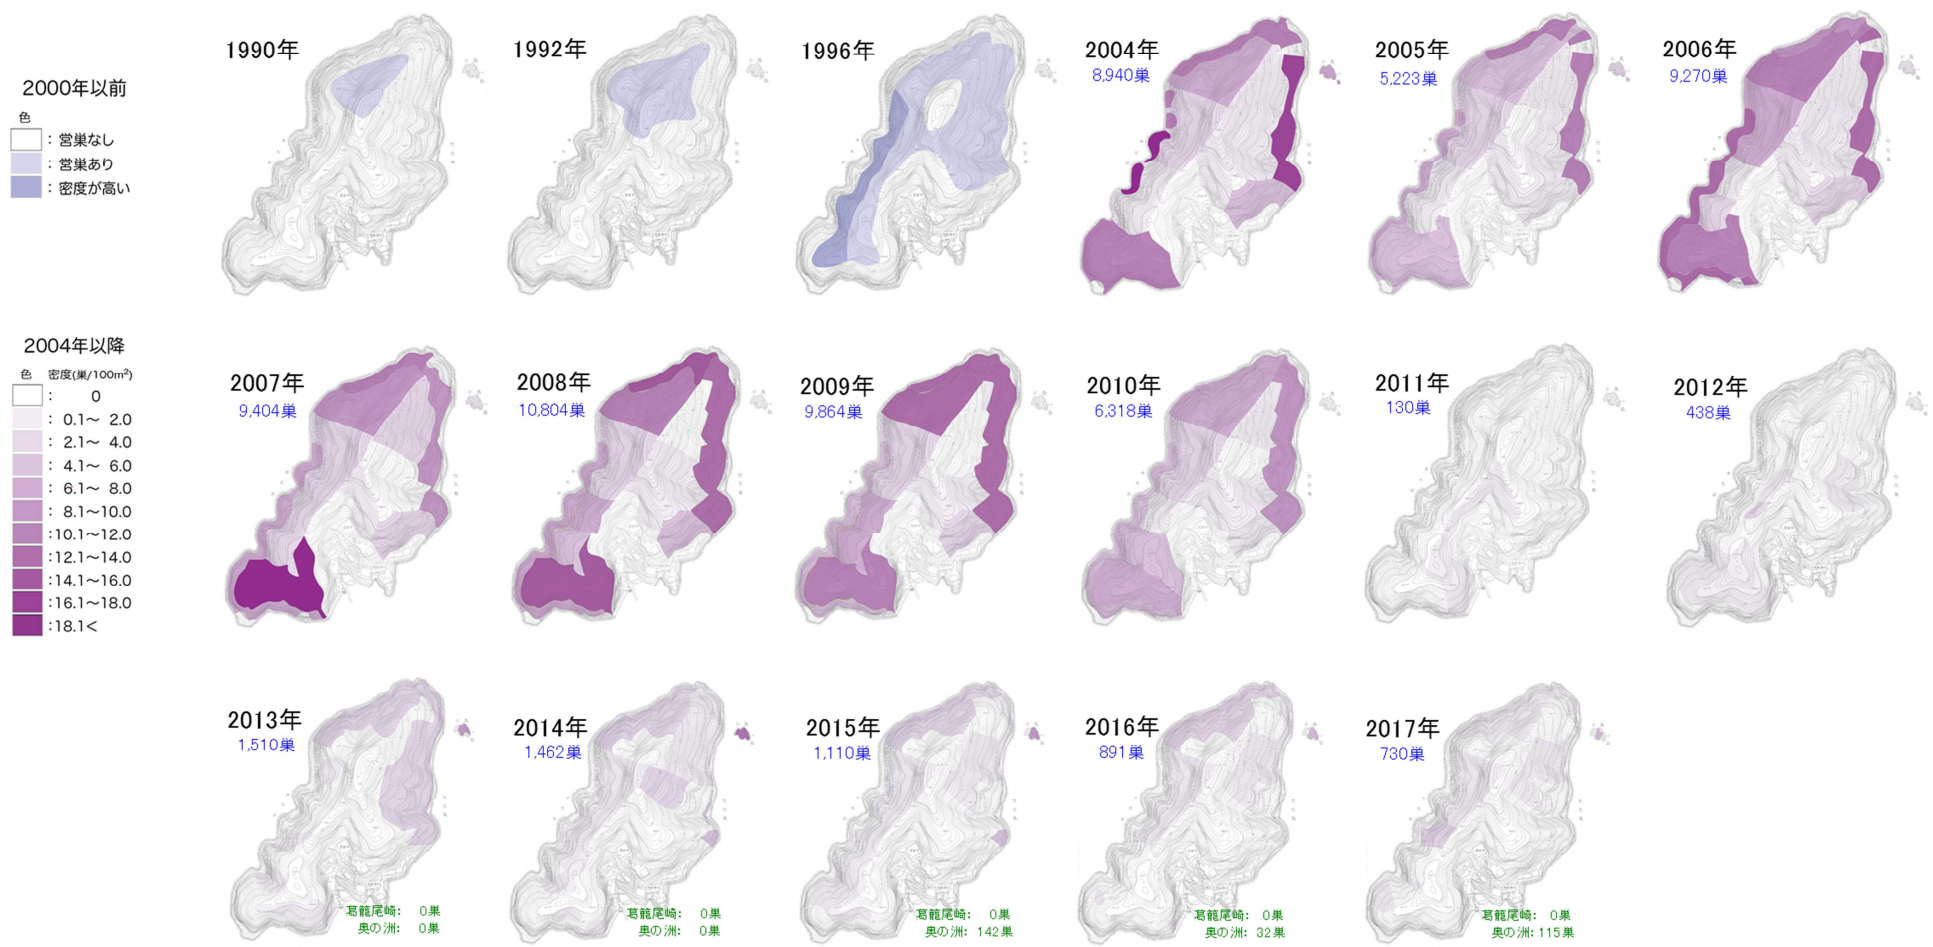 2000年以前
色
：営巣なし
：営巣あり
：密度が高い
1990年
1992年
1996年
2004年
8,940巣
2005年
5,223巣
2006年
9,270巣
2004年以降
色 密度(巣/100m²)
： 0
： 0.1～ 2.0
： 2.1～ 4.0
： 4.1～ 6.0
： 6.1～ 8.0
： 8.1～10.0
：10.1～12.0
：12.1～14.0
：14.1～16.0
：16.1～18.0
：18.1＜
2007年
9,404巣
2008年
10,804巣
2009年
9,864巣
2010年
6,318巣
2011年
130巣
2012年
438巣
2013年
1,510巣
葛籠尾崎： 0巣
奥の洲： 0巣
2014年
1,462巣
葛籠尾崎： 0巣
奥の洲： 0巣
2015年
1,110巣
葛籠尾崎： 0巣
奥の洲： 142巣
2016年
891巣
葛籠尾崎： 0巣
奥の洲： 32巣
2017年
730巣
葛籠尾崎： 0巣
奥の洲： 115巣